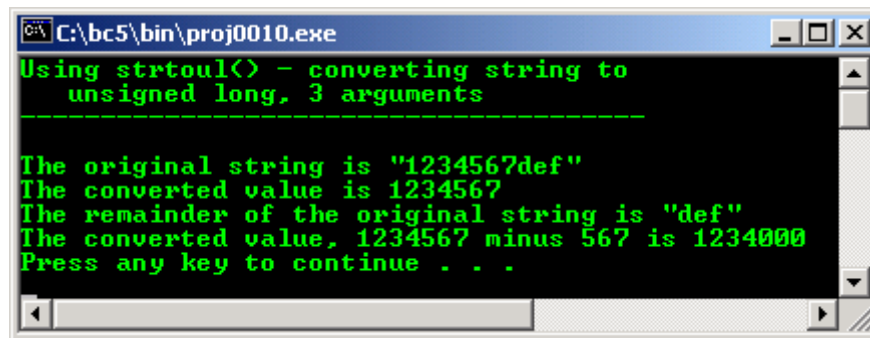 C:\bc5\bin\proj0010.exe
Using strtoul() - converting string to
   unsigned long, 3 arguments
---------------------------------------

The original string is "1234567def"
The converted value is 1234567
The remainder of the original string is "def"
The converted value, 1234567 minus 567 is 1234000
Press any key to continue . . .